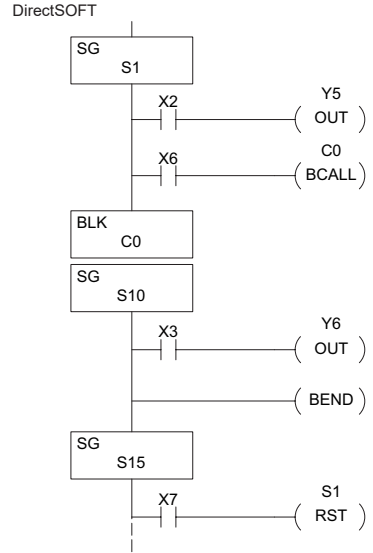 DirectSOFT
SG
S1
X2
Y5
OUT
X6
C0
BCALL
BLK
C0
SG
S10
X3
Y6
OUT
BEND
SG
S15
X7
S1
RST